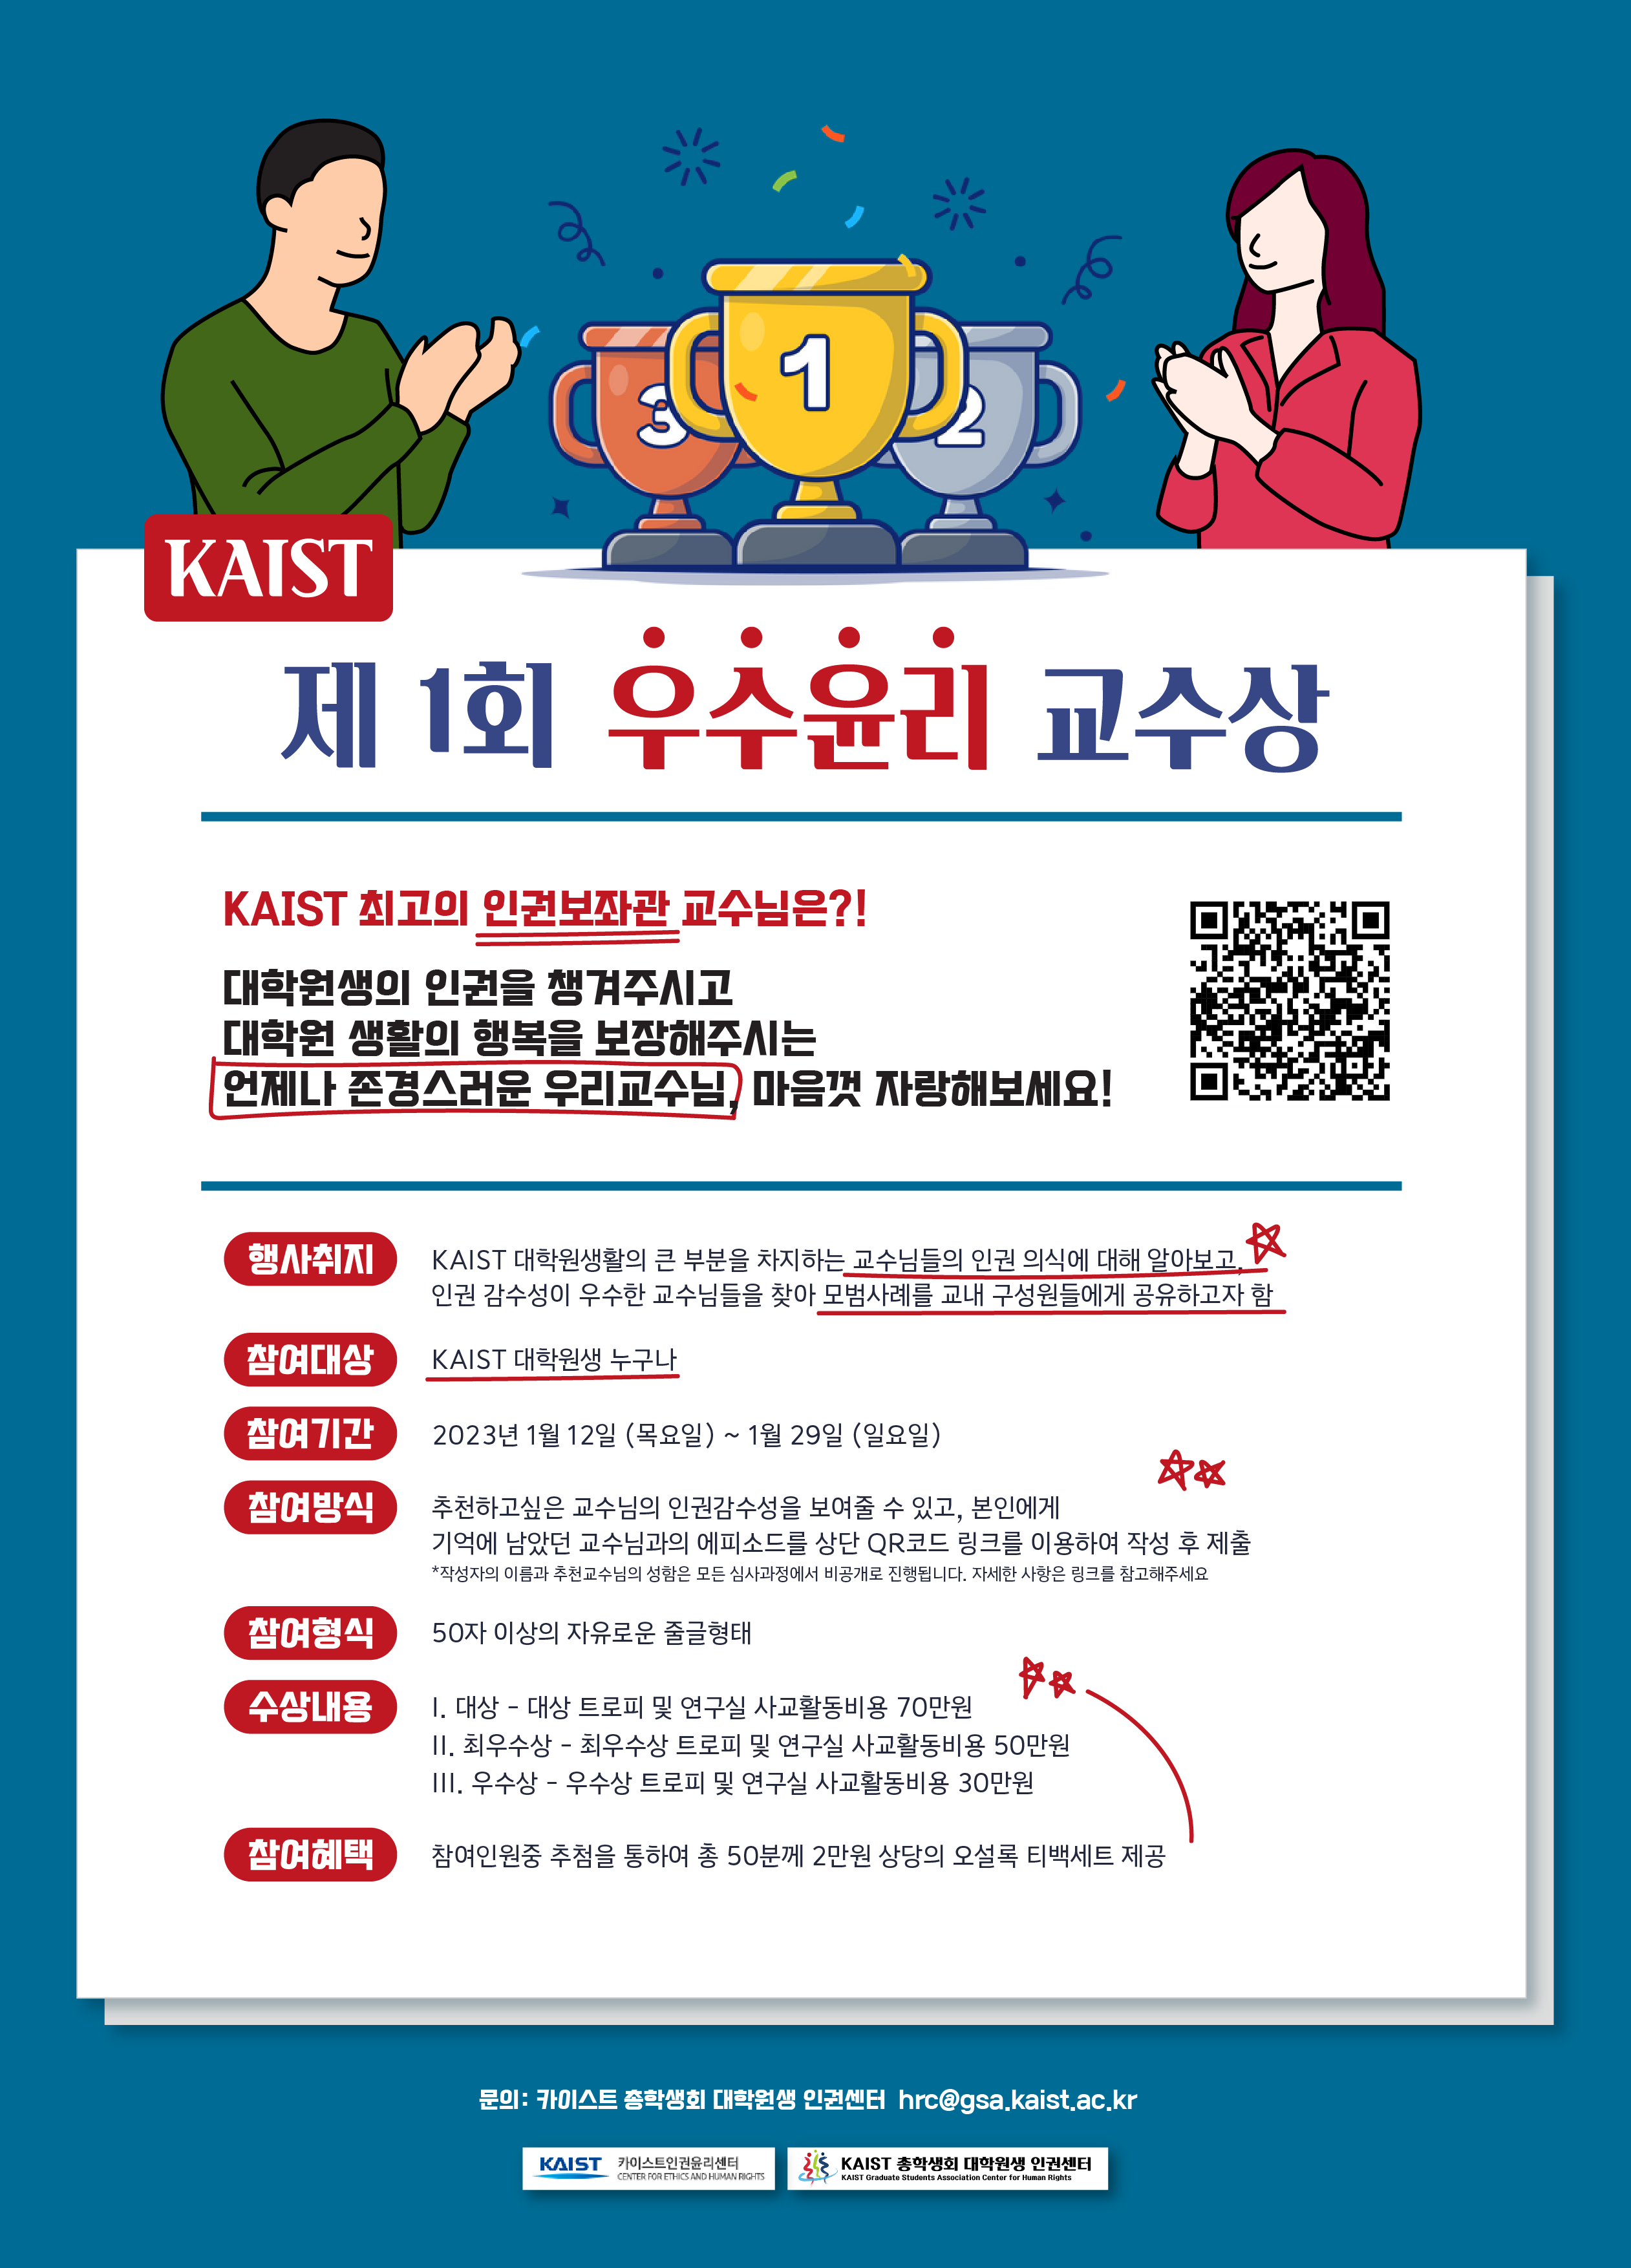 3
1
2
KAIST
제 1회 우수윤리 교수상
KAIST 최고의 인권보좌관 교수님은?!
대학원생의 인권을 챙겨주시고
대학원 생활의 행복을 보장해주시는
언제나 존경스러운 우리교수님, 마음껏 자랑해보세요!
행사취지
KAIST 대학원생활의 큰 부분을 차지하는 교수님들의 인권 의식에 대해 알아보고,
인권 감수성이 우수한 교수님들을 찾아 모범사례를 교내 구성원들에게 공유하고자 함
참여대상
KAIST 대학원생 누구나
참여기간
2023년 1월 12일 (목요일) ~ 1월 29일 (일요일)
참여방식
추천하고싶은 교수님의 인권감수성을 보여줄 수 있고, 본인에게
기억에 남았던 교수님과의 에피소드를 상단 QR코드 링크를 이용하여 작성 후 제출
*작성자의 이름과 추천교수님의 성함은 모든 심사과정에서 비공개로 진행됩니다. 자세한 사항은 링크를 참고해주세요
참여형식
50자 이상의 자유로운 줄글형태
수상내용
I. 대상 - 대상 트로피 및 연구실 사교활동비용 70만원
II. 최우수상 - 최우수상 트로피 및 연구실 사교활동비용 50만원
III. 우수상 - 우수상 트로피 및 연구실 사교활동비용 30만원
참여혜택
참여인원중 추첨을 통하여 총 50분께 2만원 상당의 오설록 티백세트 제공
문의: 카이스트 총학생회 대학원생 인권센터 hrc@gsa.kaist.ac.kr
KAIST 카이스트인권윤리센터
CENTER FOR ETHICS AND HUMAN RIGHTS
KAIST 총학생회 대학원생 인권센터
KAIST Graduate Students Association Center for Human Rights